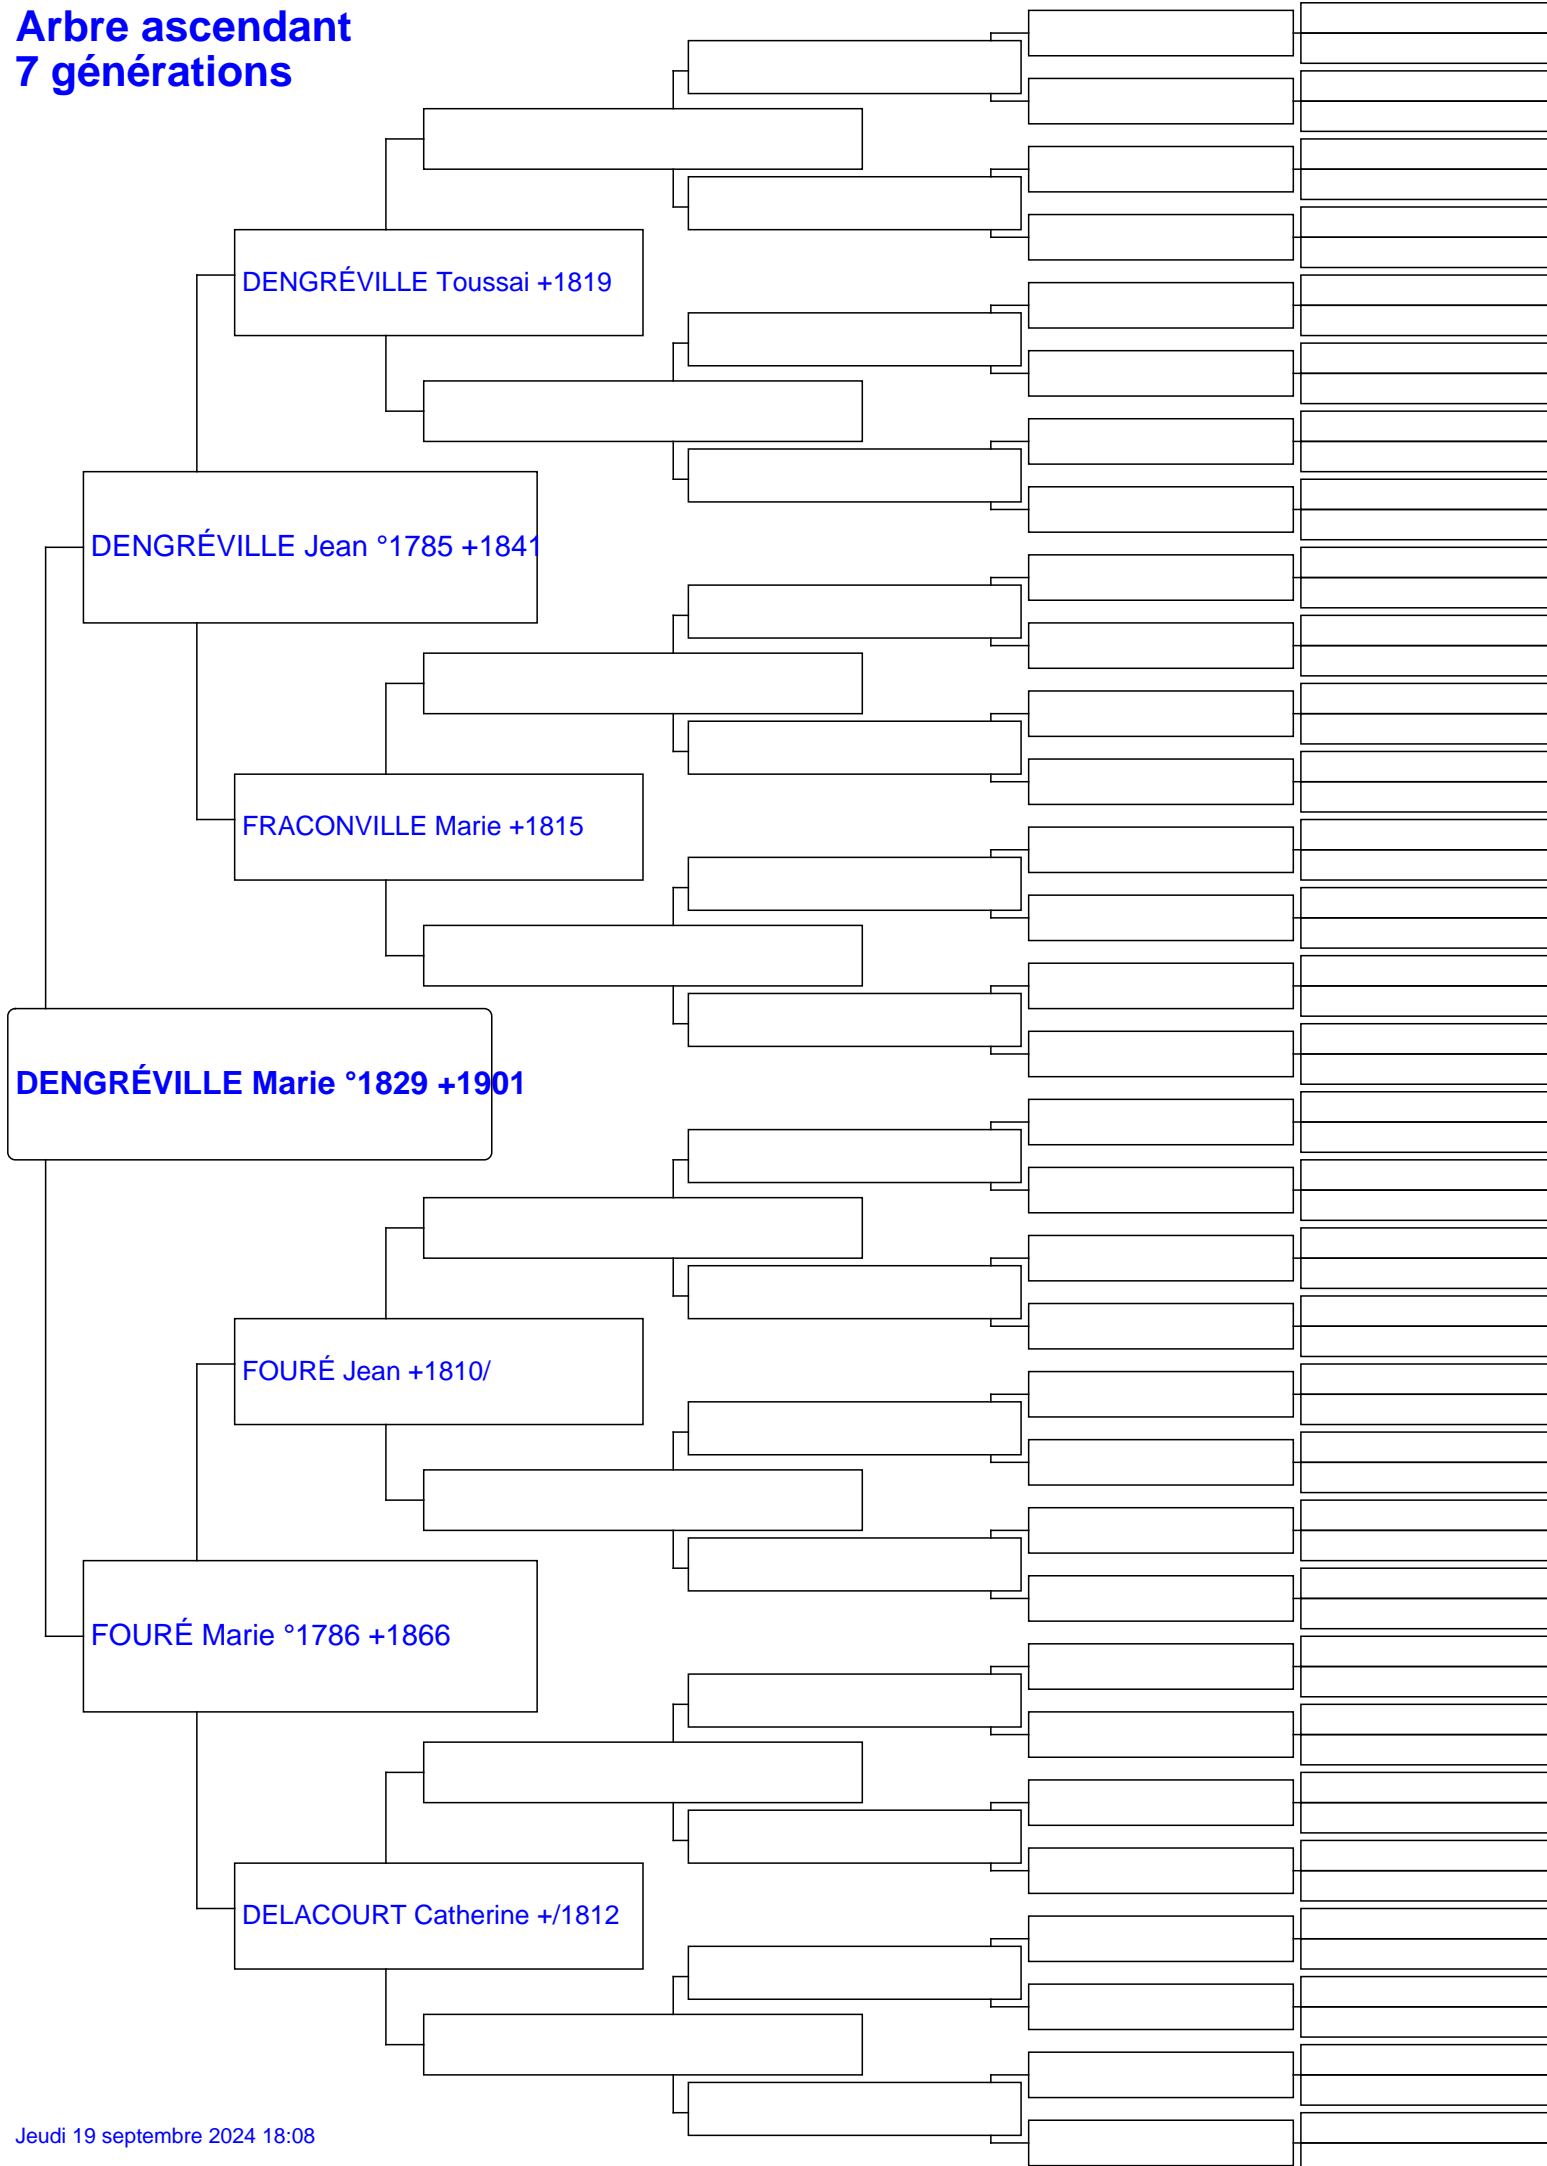 Arbre ascendant
7 générations
DENGRÉVILLE Toussai +1819
DENGRÉVILLE Jean °1785 +1841
FRACONVILLE Marie +1815
DENGRÉVILLE Marie °1829 +1901
FOURÉ Jean +1810/
FOURÉ Marie °1786 +1866
DELACOURT Catherine +/1812
Jeudi 19 septembre 2024 18:08